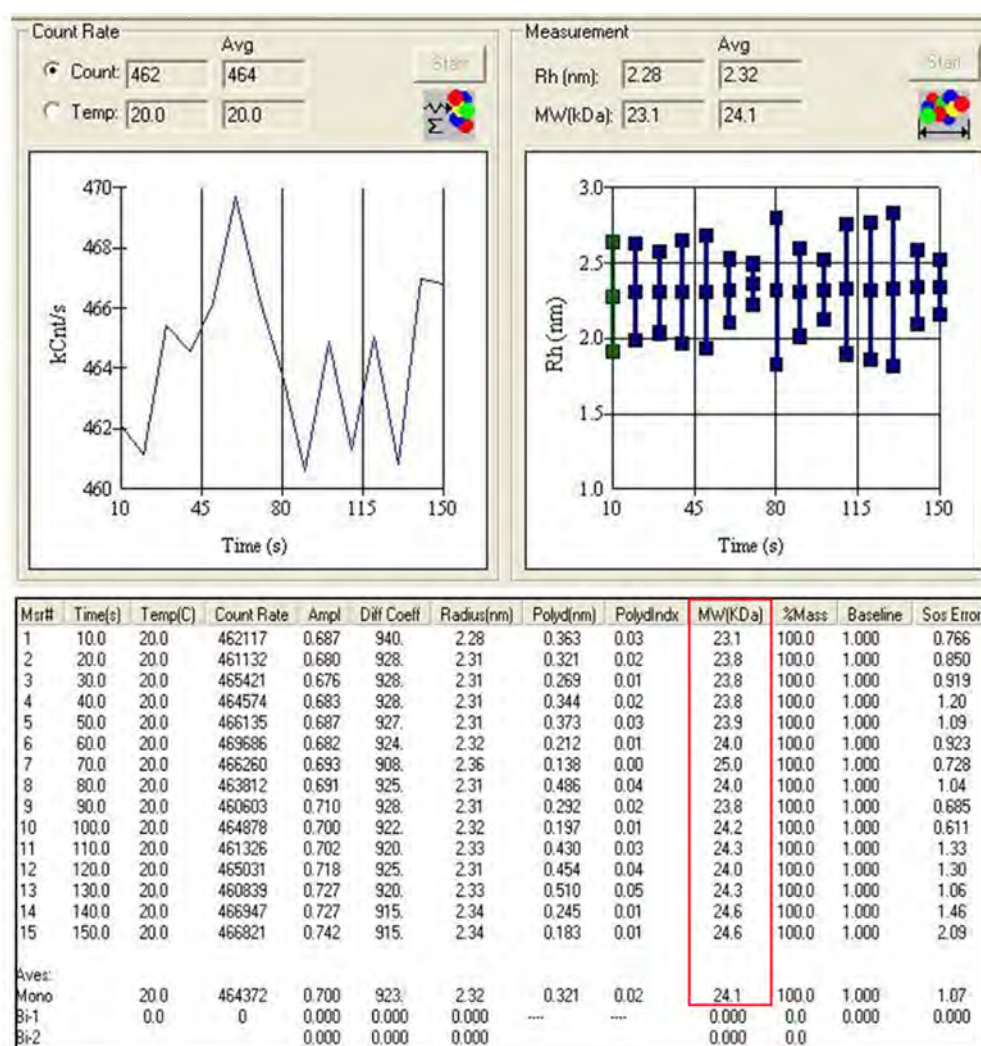 Count Rate
Avg
Count: 462 464
Start
Temp: 20.0 20.0
Σ
470
468
466
464
462
460
kCnt/s
10 45 80 115 150
Time (s)
Measurement
Avg
Rh (nm): 2.28 2.32
Start
MW(kDa): 23.1 24.1
3.0
2.5
2.0
1.5
1.0
Rh (nm)
10 45 80 115 150
Time (s)
Msr# Time(s) Temp(C) Count Rate Ampl Diff Coeff Radius(nm) Polyd(nm) PolydIndx MW(KDa) %Mass Baseline Sos Error
1 10.0 20.0 462117 0.687 940. 2.28 0.363 0.03 23.1 100.0 1.000 0.766
2 20.0 20.0 461132 0.680 928. 2.31 0.321 0.02 23.8 100.0 1.000 0.850
3 30.0 20.0 465421 0.676 928. 2.31 0.269 0.01 23.8 100.0 1.000 0.919
4 40.0 20.0 464574 0.683 928. 2.31 0.344 0.02 23.8 100.0 1.000 1.20
5 50.0 20.0 466135 0.687 927. 2.31 0.373 0.03 23.9 100.0 1.000 1.09
6 60.0 20.0 469686 0.682 924. 2.32 0.212 0.01 24.0 100.0 1.000 0.923
7 70.0 20.0 466260 0.693 908. 2.36 0.138 0.00 25.0 100.0 1.000 0.728
8 80.0 20.0 463812 0.691 925. 2.31 0.486 0.04 24.0 100.0 1.000 1.04
9 90.0 20.0 460603 0.710 928. 2.31 0.292 0.02 23.8 100.0 1.000 0.685
10 100.0 20.0 464878 0.700 922. 2.32 0.197 0.01 24.2 100.0 1.000 0.611
11 110.0 20.0 461326 0.702 920. 2.33 0.430 0.03 24.3 100.0 1.000 1.33
12 120.0 20.0 465031 0.718 925. 2.31 0.454 0.04 24.0 100.0 1.000 1.30
13 130.0 20.0 460839 0.727 920. 2.33 0.510 0.05 24.3 100.0 1.000 1.06
14 140.0 20.0 466947 0.727 915. 2.34 0.245 0.01 24.6 100.0 1.000 1.46
15 150.0 20.0 466821 0.742 915. 2.34 0.183 0.01 24.6 100.0 1.000 2.09
Aves:
Mono 20.0 464372 0.700 923. 2.32 0.321 0.02 24.1 100.0 1.000 1.07
Bi-1 0.0 0 0.000 0.000 0.000 ---- ---- 0.000 0.0 0.000 0.000
Bi-2 0.000 0.000 0.000 0.000 0.0